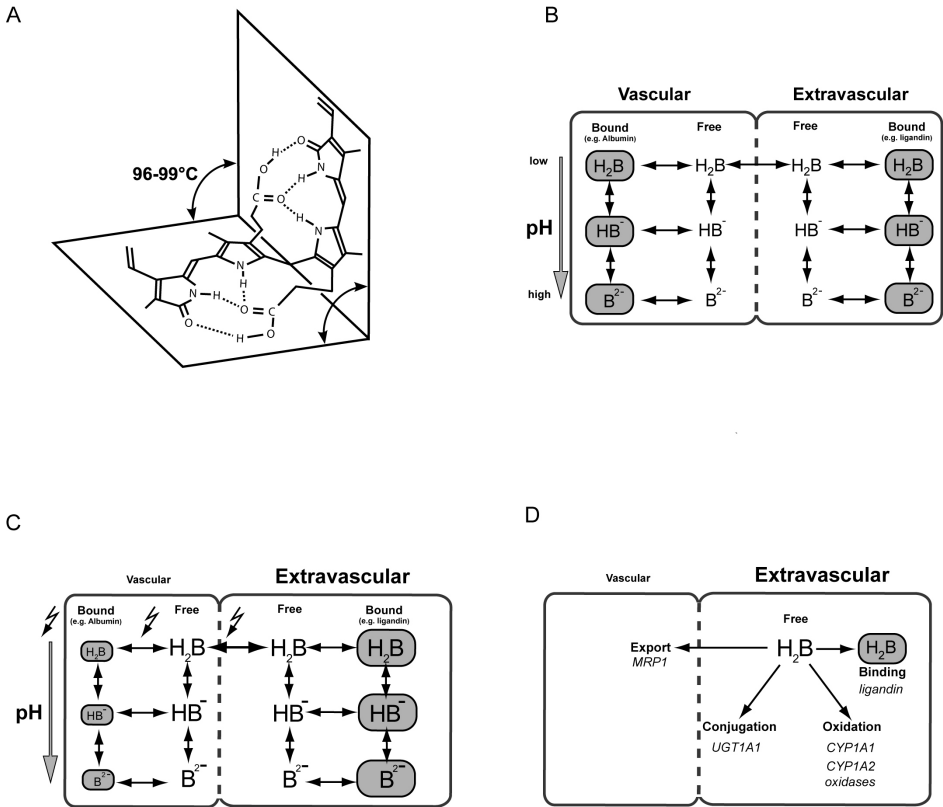 A
96-99°C
O
H
O
N
H
O
C
O
H
N
N
H
N
H
O
C
O
H
O
B
Vascular
Extravascular
Bound
(e.g. Albumin)
Free
Free
Bound
(e.g. ligandin)
low
H₂B
H₂B
H₂B
H₂B
pH
HB⁻
HB⁻
HB⁻
HB⁻
high
B²⁻
B²⁻
B²⁻
B²⁻
C
Vascular
Extravascular
Bound
(e.g. Albumin)
Free
Free
Bound
(e.g. ligandin)
H₂B
H₂B
H₂B
H₂B
pH
HB⁻
HB⁻
HB⁻
HB⁻
B²⁻
B²⁻
B²⁻
B²⁻
D
Vascular
Extravascular
Free
Export
MRP1
H₂B
H₂B
Binding
ligandin
Conjugation
UGT1A1
Oxidation
CYP1A1
CYP1A2
oxidases